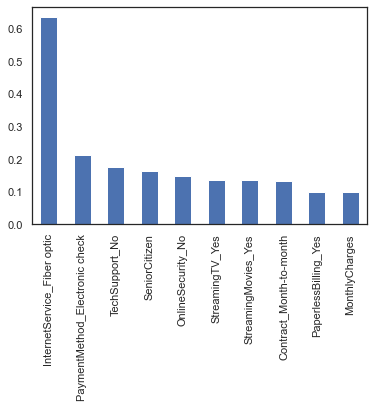 0.6
0.5
0.4
0.3
0.2
0.1
0.0
InternetService_Fiber optic
PaymentMethod_Electronic check
TechSupport_No
SeniorCitizen
OnlineSecurity_No
StreamingTV_Yes
StreamingMovies_Yes
Contract_Month-to-month
PaperlessBilling_Yes
MonthlyCharges